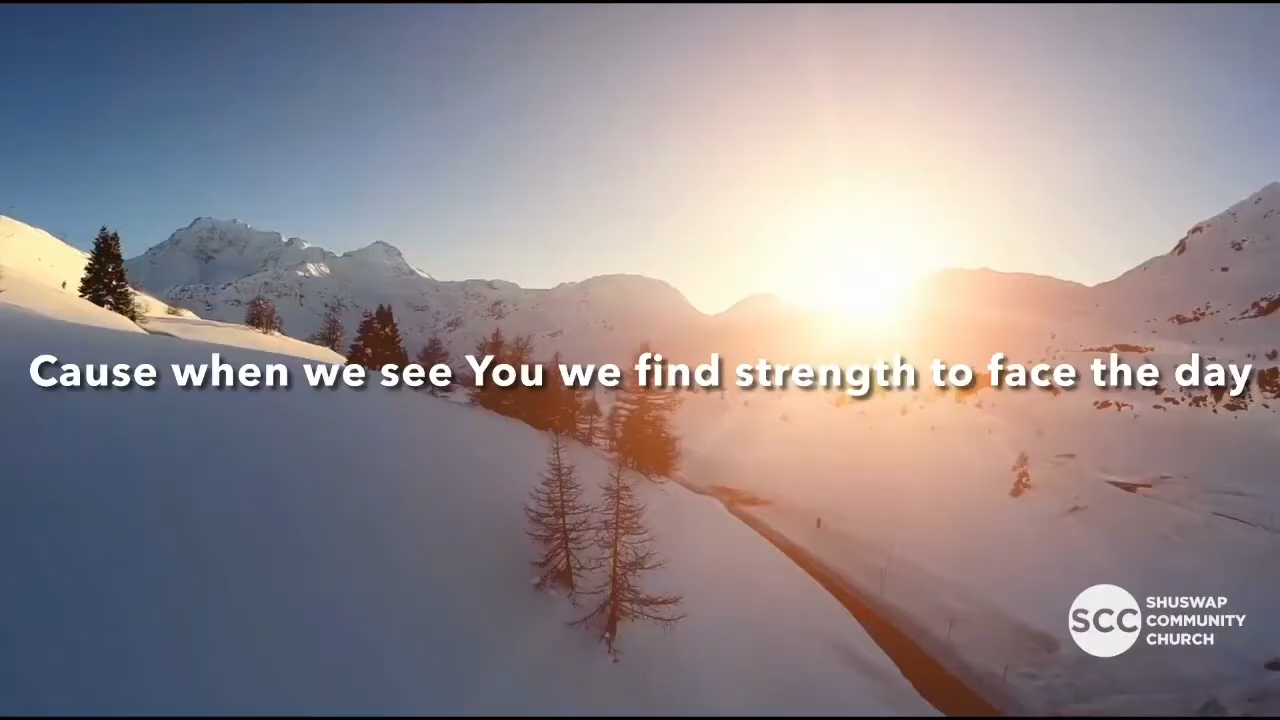 Cause when we see You we find strength to face the day
SCC
SHUSWAP
COMMUNITY
CHURCH